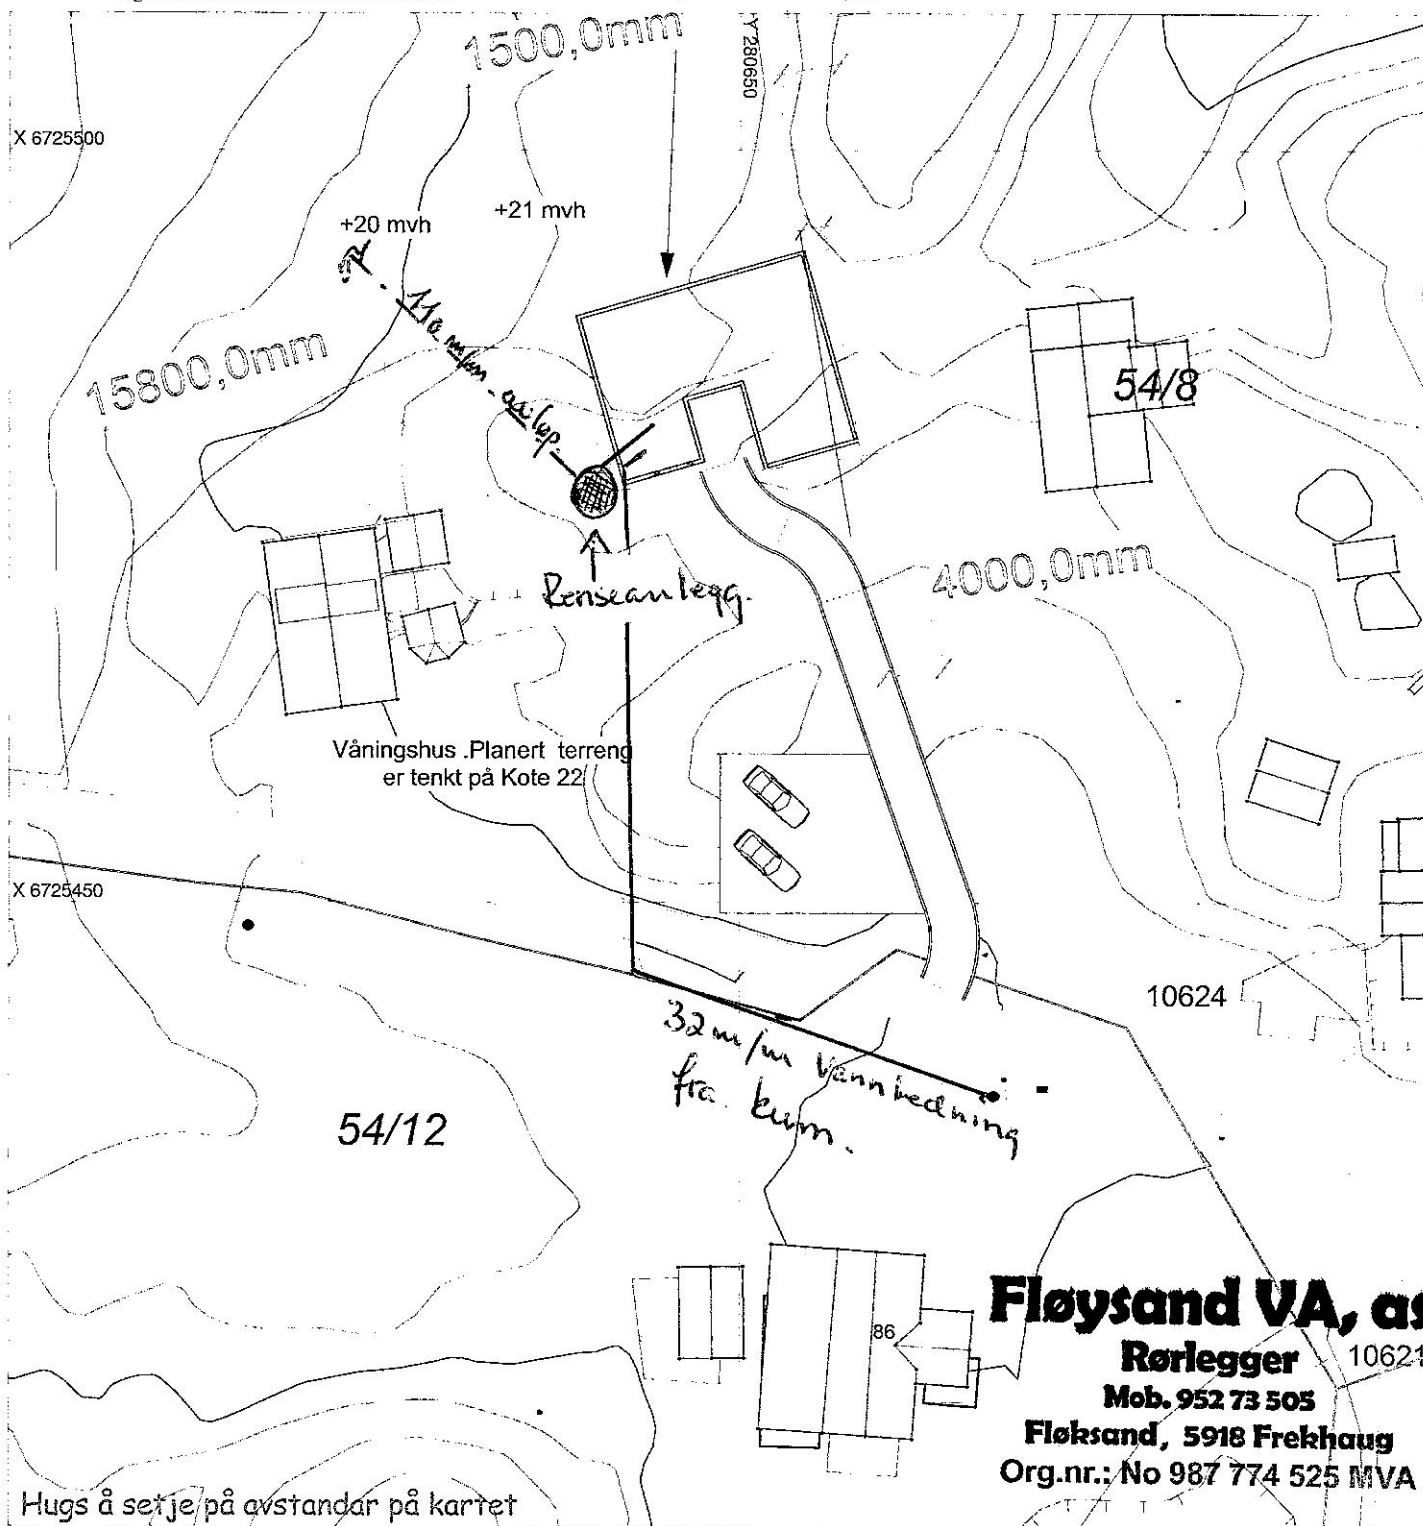 1500,0mm
Y 280650
X 6725500
+20 mvh
+21 mvh
110 m/m avløp.
15800,0mm
54/8
4000,0mm
Renseanlegg.
Våningshus .Planert terreng
er tenkt på Kote 22
X 6725450
10624
32 m/m Vannledning
fra kum.
54/12
86
Fløysand VA, as
Rørlegger
10621
Mob. 952 73 505
Fløksand, 5918 Frekhaug
Org.nr.: No 987 774 525 MVA
Hugs å setje på avstandar på kartet